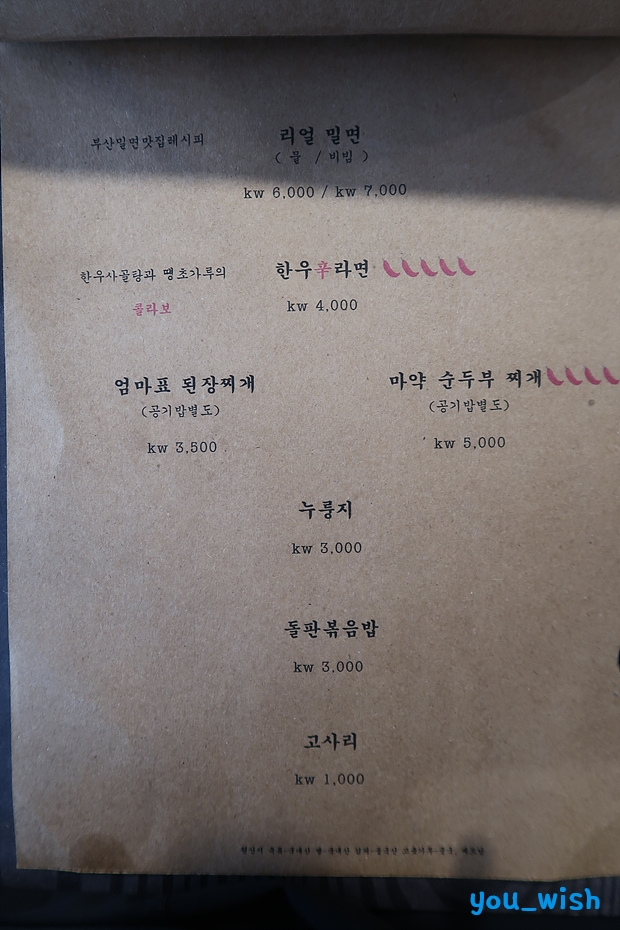 부산밀면맛집레시피
리얼 밀면
( 물 / 비빔 )
kw 6,000 / kw 7,000
한우사골탕과 땡초가루의
콜라보
한우辛라면
kw 4,000
엄마표 된장찌개
(공기밥별도)
kw 3,500
마약 순두부 찌개
(공기밥별도)
kw 5,000
누룽지
kw 3,000
돌판볶음밥
kw 3,000
고사리
kw 1,000
you_wish